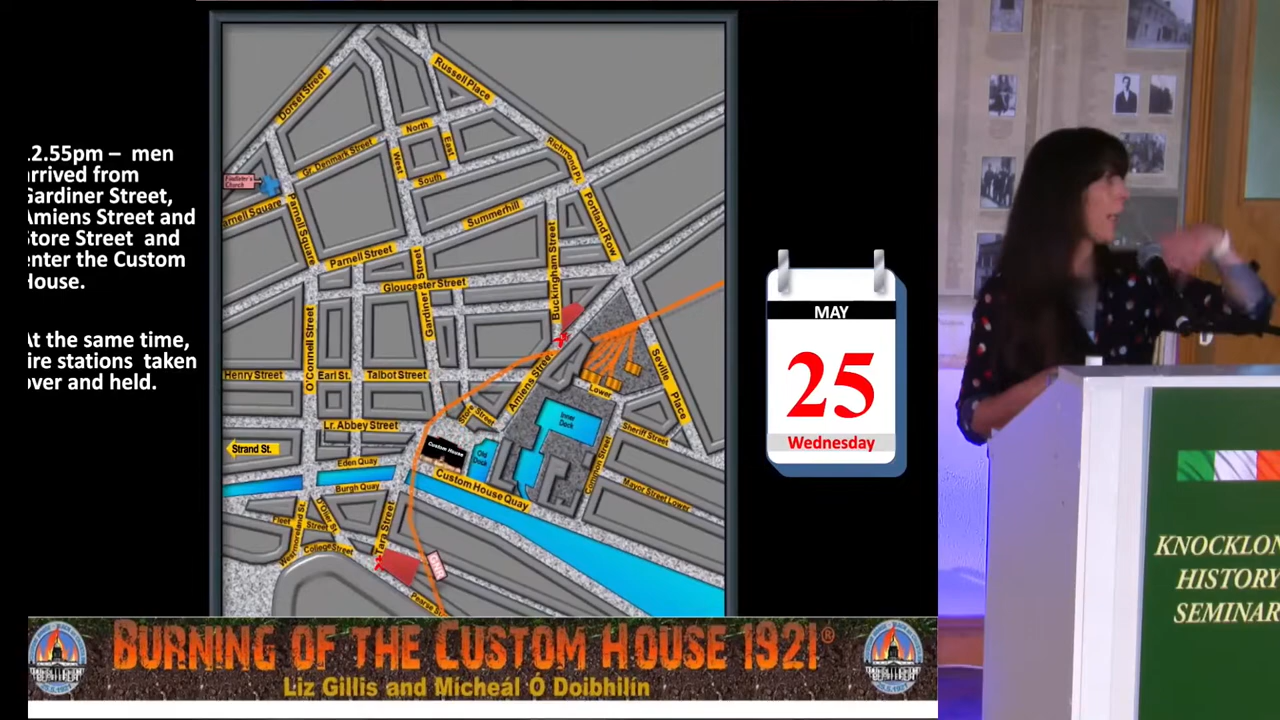 .2.55pm – men
arrived from
Gardiner Street,
Amiens Street and
Store Street and
enter the Custom
House.
At the same time,
fire stations taken
over and held.
Dorset Street
Russell Place
North
East
West
South
Gr. Denmark Street
Findlater's
Church
Parnell Square
Parnell Square
Richmond Pl.
Portland Row
Summerhill
Parnell Street
Gloucester Street
Gardiner Street
Buckingham Street
O'Connell Street
Henry Street
Earl St.
Talbot Street
Amiens Street
Store
Street
Seville Place
Lower
Inner
Dock
Lr. Abbey Street
Strand St.
Custom House
Old
Dock
Sheriff Street
Common Street
Eden Quay
Burgh Quay
Custom House Quay
Mayor Street Lower
Fleet
Street
D'Olier St.
Westmoreland St.
College Street
Tara Street
Pearse
MAY
25
Wednesday
BURNING OF THE CUSTOM HOUSE 1921®
Liz Gillis and Mícheál Ó Doibhilín
KNOCKLON
HISTORY
SEMINAR